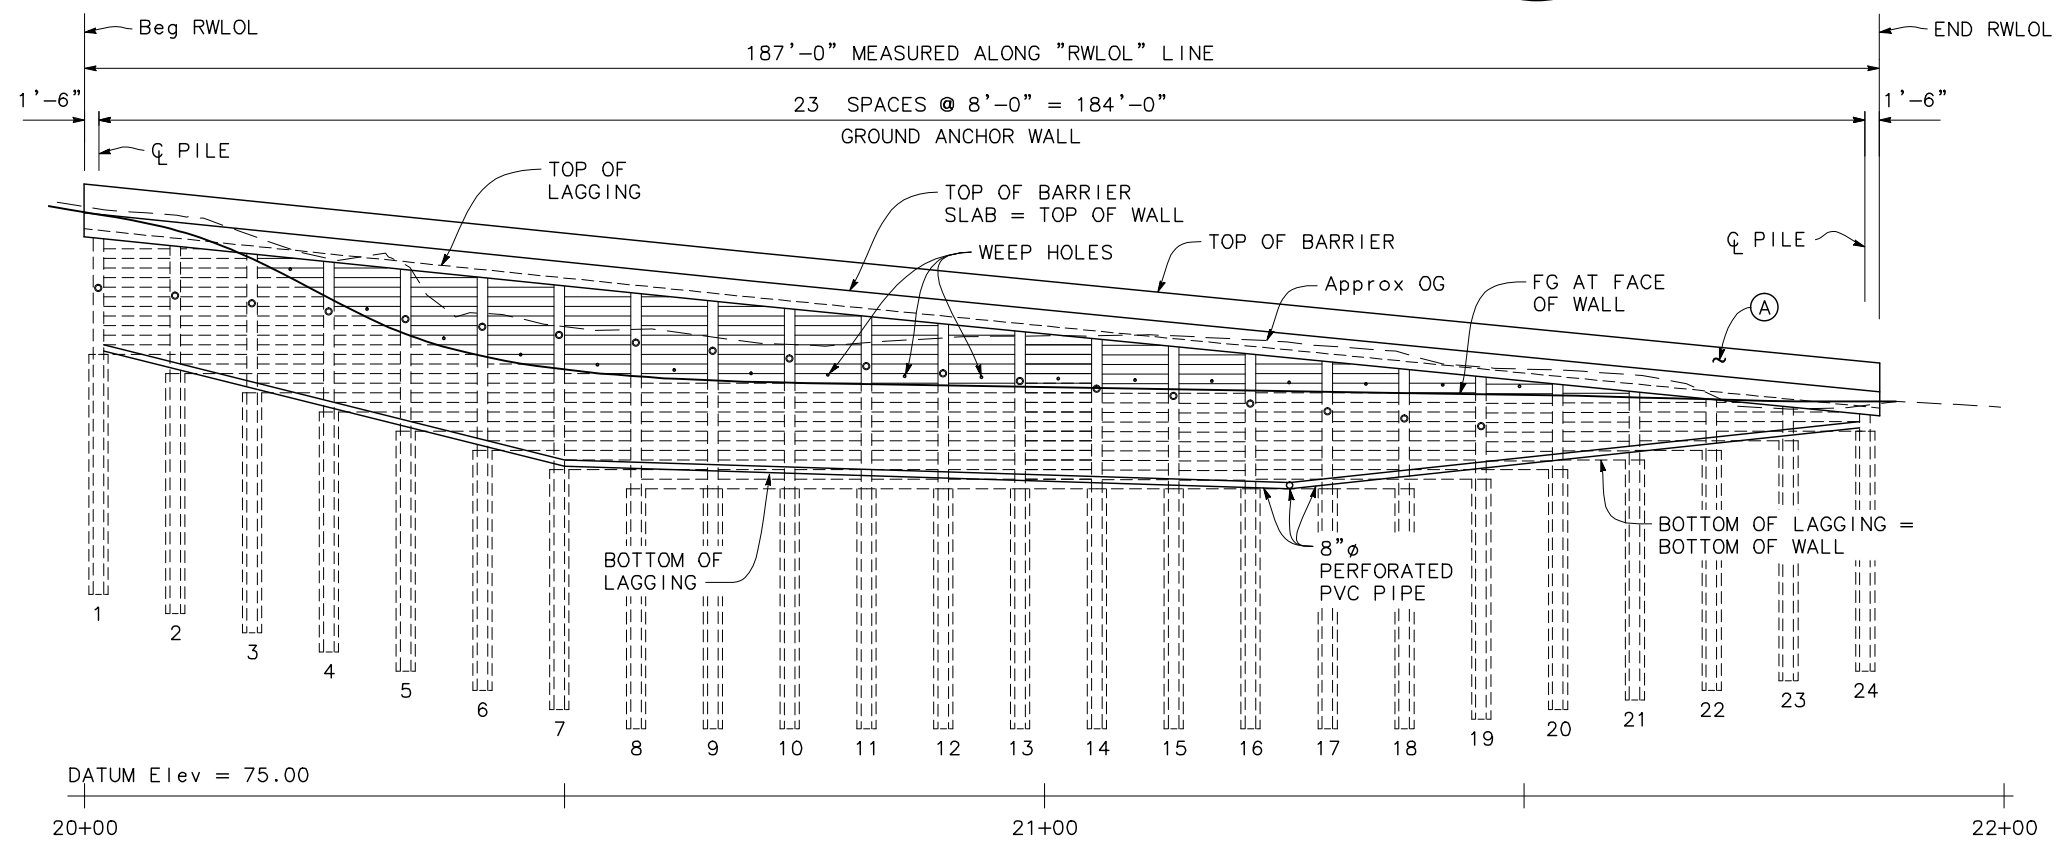 Beg RWLOL
END RWLOL
187'-0" MEASURED ALONG "RWLOL" LINE
1'-6"
23 SPACES @ 8'-0" = 184'-0"
1'-6"
GROUND ANCHOR WALL
℄ PILE
TOP OF
LAGGING
TOP OF BARRIER
SLAB = TOP OF WALL
WEEP HOLES
TOP OF BARRIER
℄ PILE
Approx OG
FG AT FACE
OF WALL
A
BOTTOM OF
LAGGING
8"ø
PERFORATED
PVC PIPE
BOTTOM OF LAGGING =
BOTTOM OF WALL
1
2
3
4
5
6
7
8
9
10
11
12
13
14
15
16
17
18
19
20
21
22
23
24
DATUM Elev = 75.00
20+00
21+00
22+00